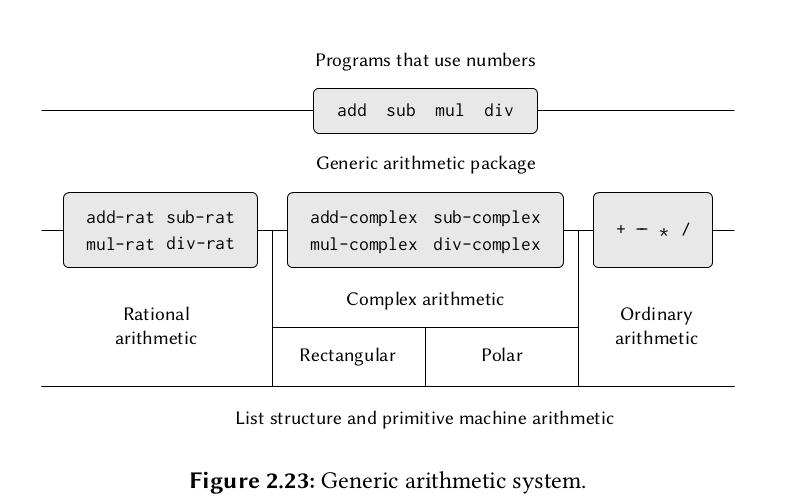 Programs that use numbers
add sub mul div
Generic arithmetic package
add-rat sub-rat
mul-rat div-rat
add-complex sub-complex
mul-complex div-complex
+ − * /
Rational
arithmetic
Complex arithmetic
Rectangular
Polar
Ordinary
arithmetic
List structure and primitive machine arithmetic
Figure 2.23: Generic arithmetic system.